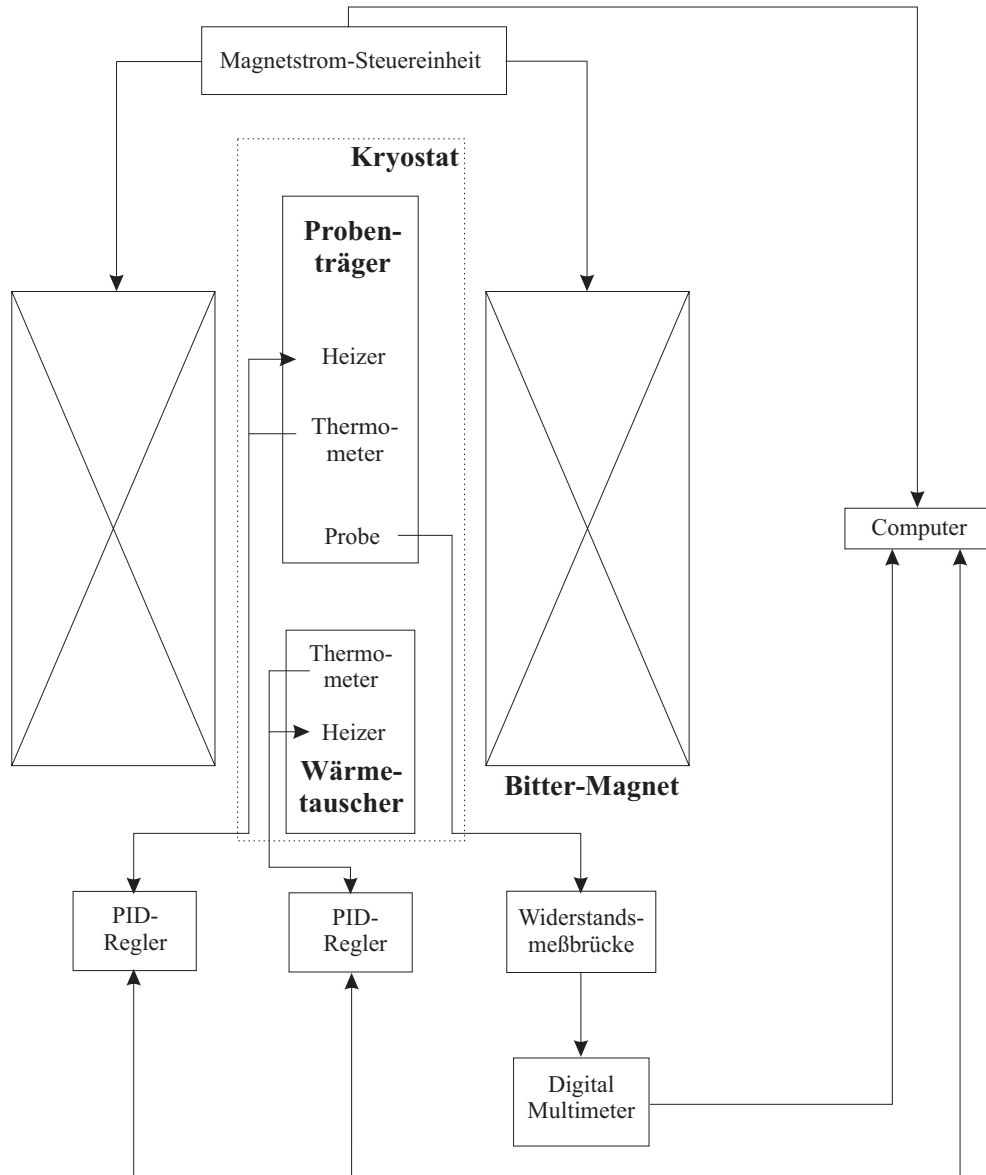 Magnetstrom-Steuereinheit
Kryostat
Proben-
träger
Heizer
Thermo-
meter
Probe
Computer
Thermo-
meter
Heizer
Wärme-
tauscher
Bitter-Magnet
PID-
Regler
PID-
Regler
Widerstands-
meßbrücke
Digital
Multimeter